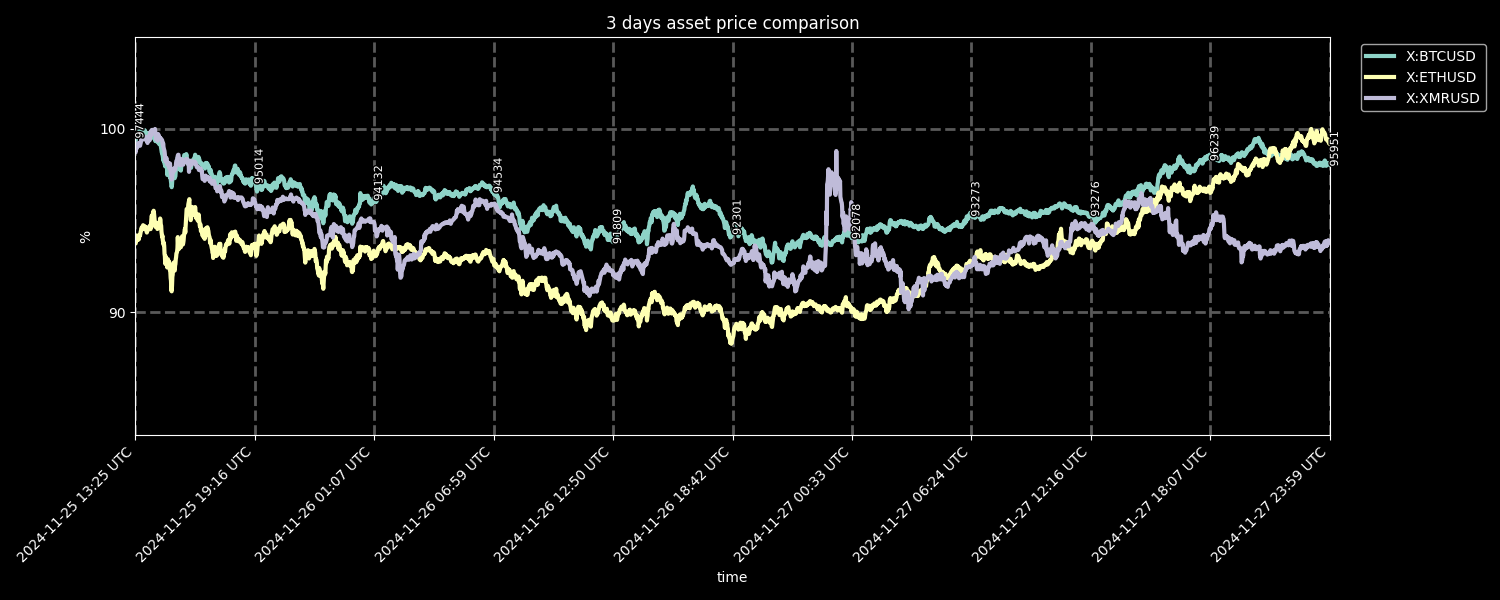 3 days asset price comparison
X:BTCUSD
X:ETHUSD
X:XMRUSD
%
100
90
97444
95014
94132
94534
91809
92301
92078
93273
93276
96239
95951
2024-11-25 13:25 UTC
2024-11-25 19:16 UTC
2024-11-26 01:07 UTC
2024-11-26 06:59 UTC
2024-11-26 12:50 UTC
2024-11-26 18:42 UTC
2024-11-27 00:33 UTC
2024-11-27 06:24 UTC
2024-11-27 12:16 UTC
2024-11-27 18:07 UTC
2024-11-27 23:59 UTC
time